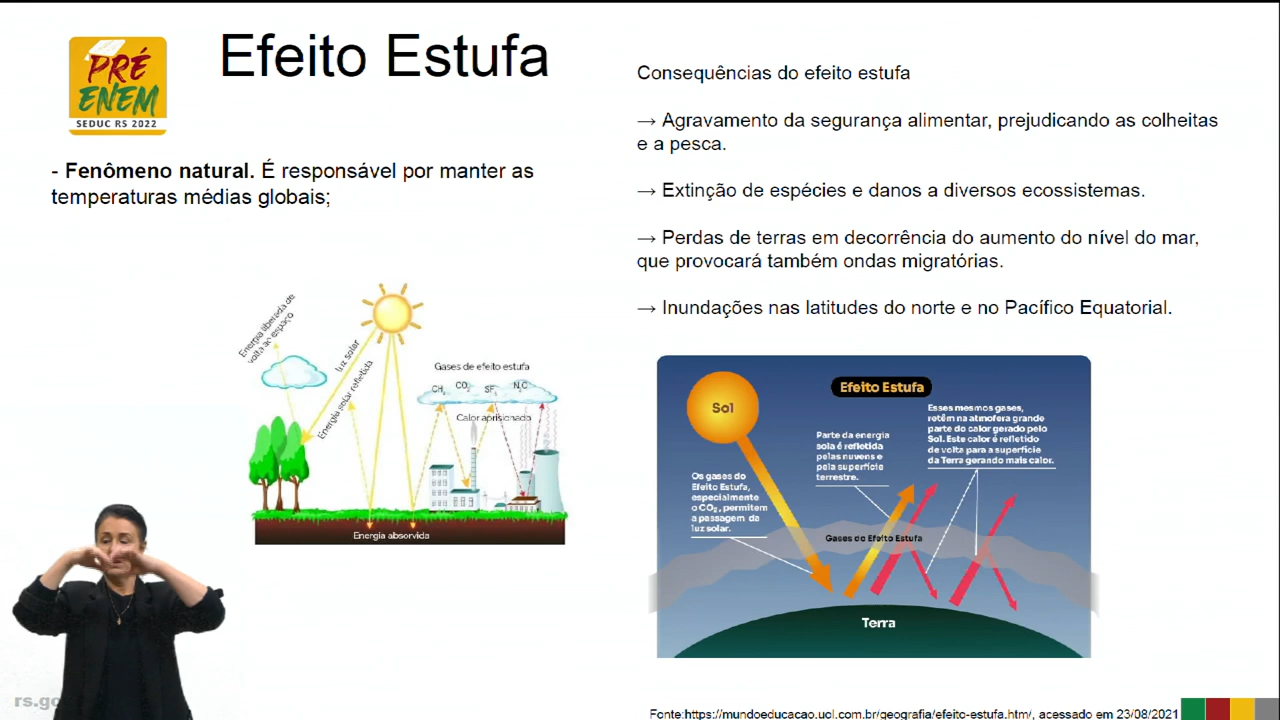 PRÉ
ENEM
SEDUC RS 2022
Efeito Estufa
- Fenômeno natural. É responsável por manter as
temperaturas médias globais;
Energia liberada de
volta ao espaço
luz solar
Energia solar refletida
Gases de efeito estufa
CH₄ CO₂ SF₆
Calor aprisionado
Energia absorvida
Consequências do efeito estufa
→ Agravamento da segurança alimentar, prejudicando as colheitas
e a pesca.
→ Extinção de espécies e danos a diversos ecossistemas.
→ Perdas de terras em decorrência do aumento do nível do mar,
que provocará também ondas migratórias.
→ Inundações nas latitudes do norte e no Pacífico Equatorial.
Efeito Estufa
Sol
Os gases do
Efeito Estufa,
especialmente
o CO₂, permitem
a passagem da
luz solar.
Parte da energia
sola é refletida
pelas nuvens e
pela superfície
terrestre.
Esses mesmos gases,
retêm na atmofera grande
parte do calor gerado pelo
Sol. Este calor é refletido
de volta para a superfície
da Terra gerando mais calor.
Gases do Efeito Estufa
Terra
rs.go
Fonte:https://mundoeducacao.uol.com.br/geografia/efeito-estufa.htm/, acessado em 23/08/2021